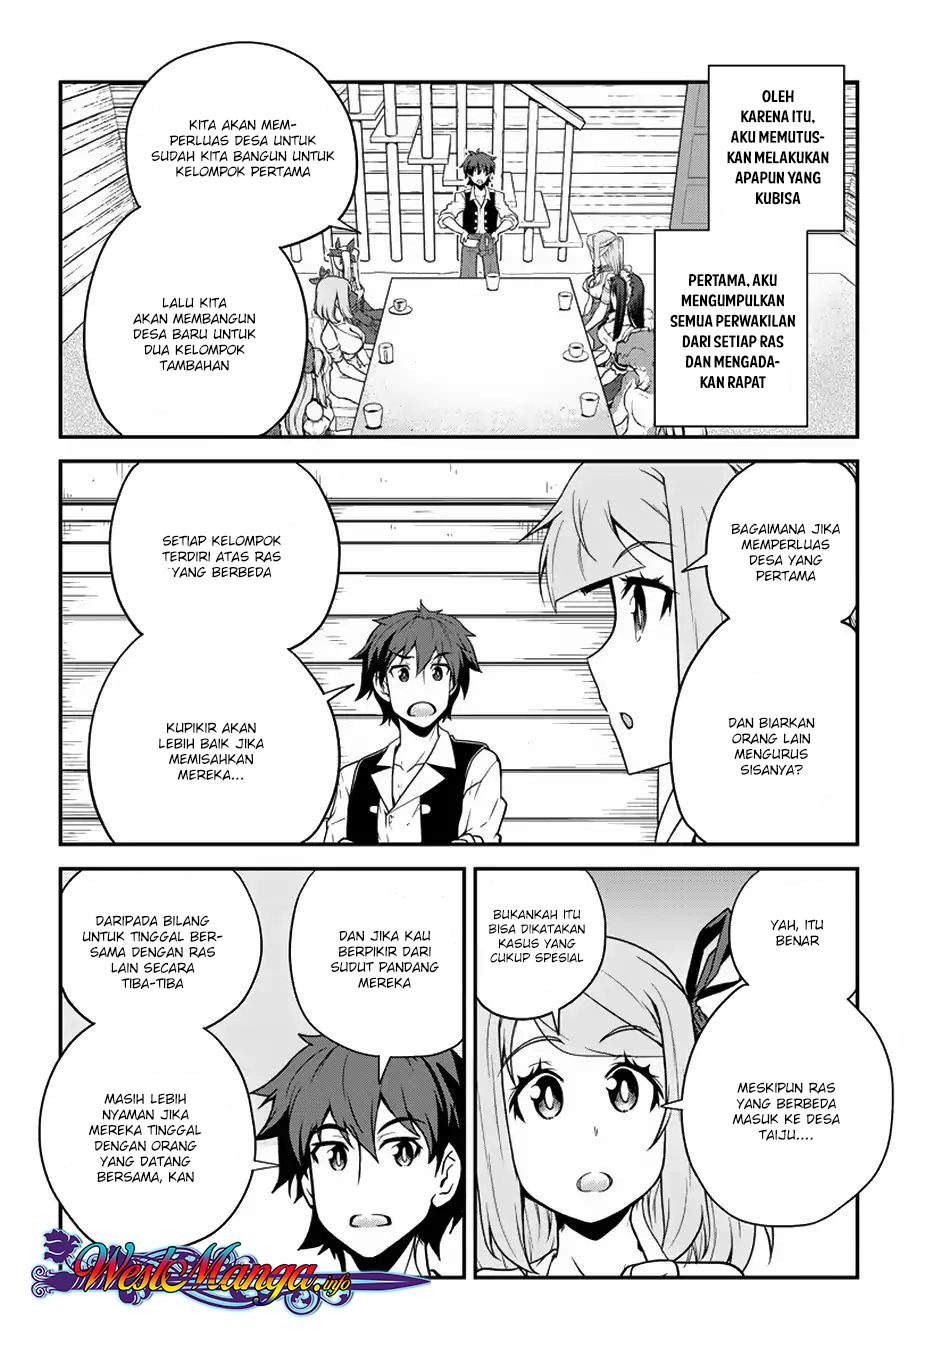 OLEH
KARENA ITU,
AKU MEMUTUS-
KAN MELAKUKAN
APAPUN YANG
KUBISA
PERTAMA, AKU
MENGUMPULKAN
SEMUA PERWAKILAN
DARI SETIAP RAS
DAN MENGADA-
KAN RAPAT
KITA AKAN MEM-
PERLUAS DESA UNTUK
SUDAH KITA BANGUN UNTUK
KELOMPOK PERTAMA
LALU KITA
AKAN MEMBANGUN
DESA BARU UNTUK
DUA KELOMPOK
TAMBAHAN
BAGAIMANA JIKA
MEMPERLUAS
DESA YANG
PERTAMA
DAN BIARKAN
ORANG LAIN
MENGURUS
SISANYA?
SETIAP KELOMPOK
TERDIRI ATAS RAS
YANG BERBEDA
KUPIKIR AKAN
LEBIH BAIK JIKA
MEMISAHKAN
MEREKA...
YAH, ITU
BENAR
MESKIPUN RAS
YANG BERBEDA
MASUK KE DESA
TAIJU....
BUKANKAH ITU
BISA DIKATAKAN
KASUS YANG
CUKUP SPESIAL
DAN JIKA KAU
BERPIKIR DARI
SUDUT PANDANG
MEREKA
DARIPADA BILANG
UNTUK TINGGAL BER-
SAMA DENGAN RAS
LAIN SECARA
TIBA-TIBA
MASIH LEBIH
NYAMAN JIKA
MEREKA TINGGAL
DENGAN ORANG
YANG DATANG
BERSAMA, KAN
WESTMANGA.info